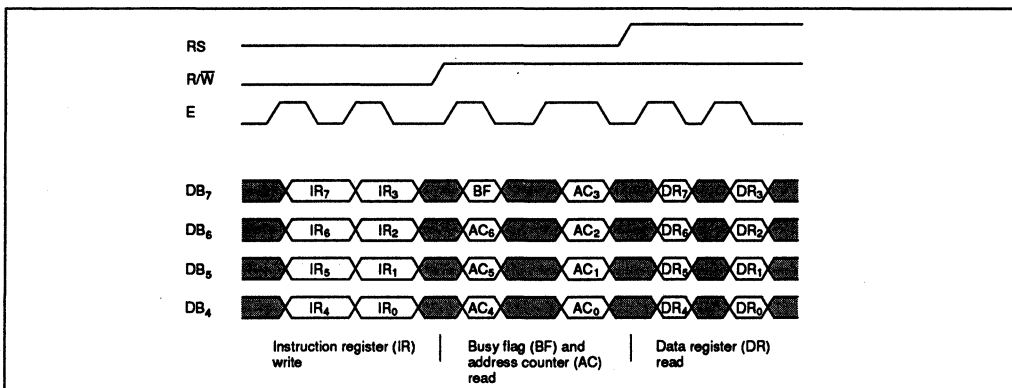 RS
R/W̅
E
DB₇ IR₇ IR₃ BF AC₃ DR₇ DR₃
DB₆ IR₆ IR₂ AC₆ AC₂ DR₆ DR₂
DB₅ IR₅ IR₁ AC₅ AC₁ DR₅ DR₁
DB₄ IR₄ IR₀ AC₄ AC₀ DR₄ DR₀
Instruction register (IR)
write
Busy flag (BF) and
address counter (AC)
read
Data register (DR)
read